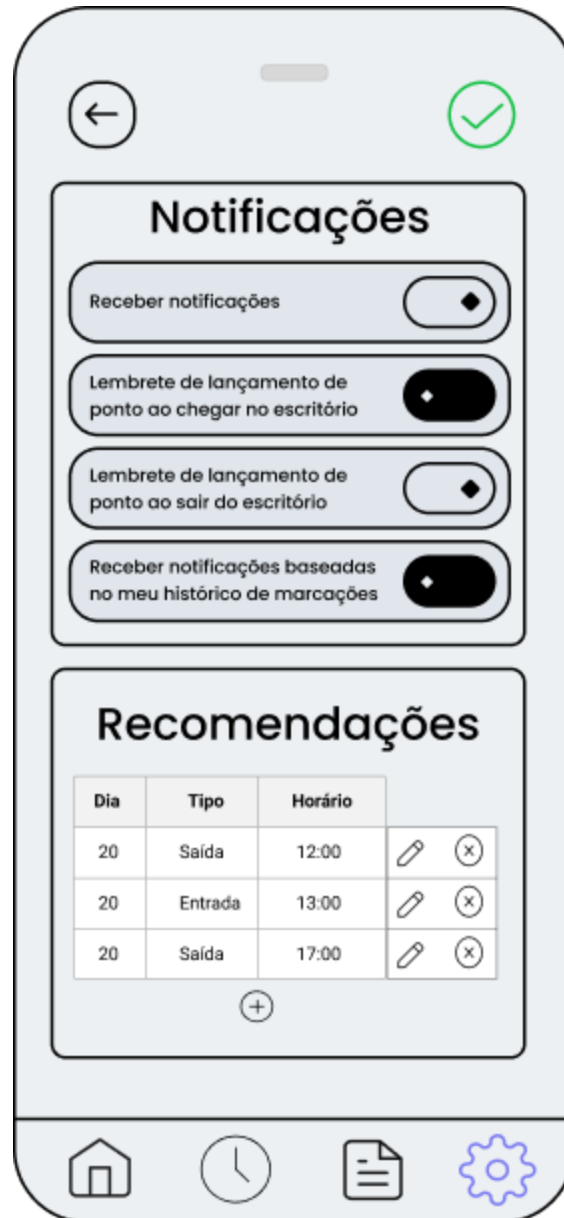 Notificações
Receber notificações
Lembrete de lançamento de
ponto ao chegar no escritório
Lembrete de lançamento de
ponto ao sair do escritório
Receber notificações baseadas
no meu histórico de marcações
Recomendações
Dia Tipo Horário
20 Saída 12:00
20 Entrada 13:00
20 Saída 17:00